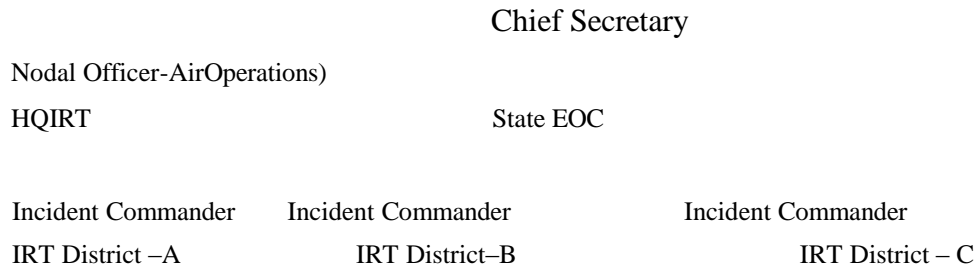 Chief Secretary
Nodal Officer-AirOperations)
HQIRT State EOC
Incident Commander Incident Commander Incident Commander
IRT District –A IRT District–B IRT District – C